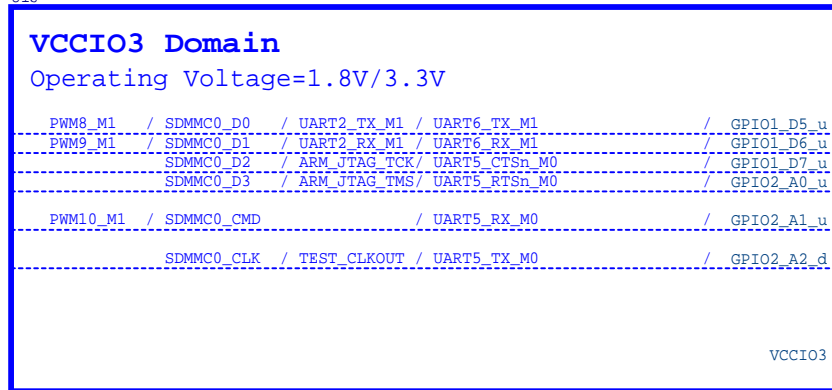 VCCIO3 Domain
Operating Voltage=1.8V/3.3V
PWM8_M1 / SDMMC0_D0 / UART2_TX_M1 / UART6_TX_M1 / GPIO1_D5_u
PWM9_M1 / SDMMC0_D1 / UART2_RX_M1 / UART6_RX_M1 / GPIO1_D6_u
SDMMC0_D2 / ARM_JTAG_TCK/ UART5_CTSn_M0 / GPIO1_D7_u
SDMMC0_D3 / ARM_JTAG_TMS/ UART5_RTSn_M0 / GPIO2_A0_u
PWM10_M1 / SDMMC0_CMD / UART5_RX_M0 / GPIO2_A1_u
SDMMC0_CLK / TEST_CLKOUT / UART5_TX_M0 / GPIO2_A2_d
VCCIO3